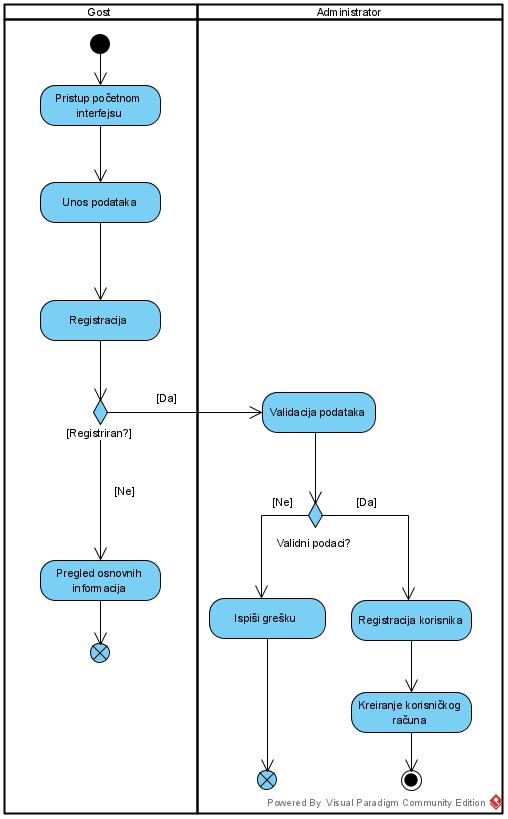 Gost
Administrator
Pristup početnom
interfejsu
Unos podataka
Registracija
[Da]
Validacija podataka
[Registriran?]
[Ne]
[Ne]
[Da]
Validni podaci?
Pregled osnovnih
informacija
Ispiši grešku
Registracija korisnika
Kreiranje korisničkog
računa
Powered By Visual Paradigm Community Edition